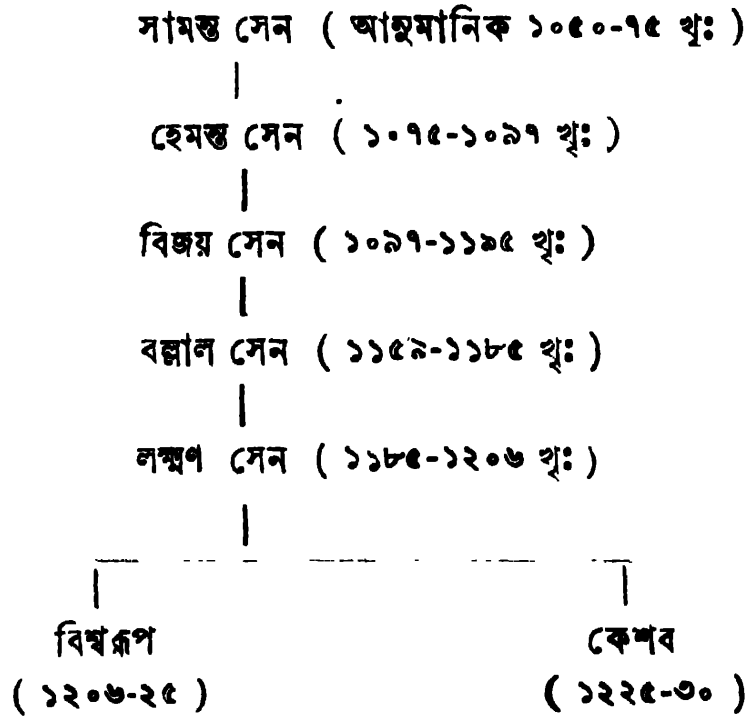 সামন্ত সেন ( আনুমানিক ১০৫০-৭৫ খৃঃ )
হেমন্ত সেন ( ১০৭৫-১০৯৭ খৃঃ )
বিজয় সেন ( ১০৯৭-১১৯৫ খৃঃ )
বল্লাল সেন ( ১১৫৯-১১৮৫ খৃঃ )
লক্ষ্মণ সেন ( ১১৮৫-১২০৬ খৃঃ )
বিশ্বরূপ কেশব
( ১২০৬-২৫ ) ( ১২২৫-৩০ )